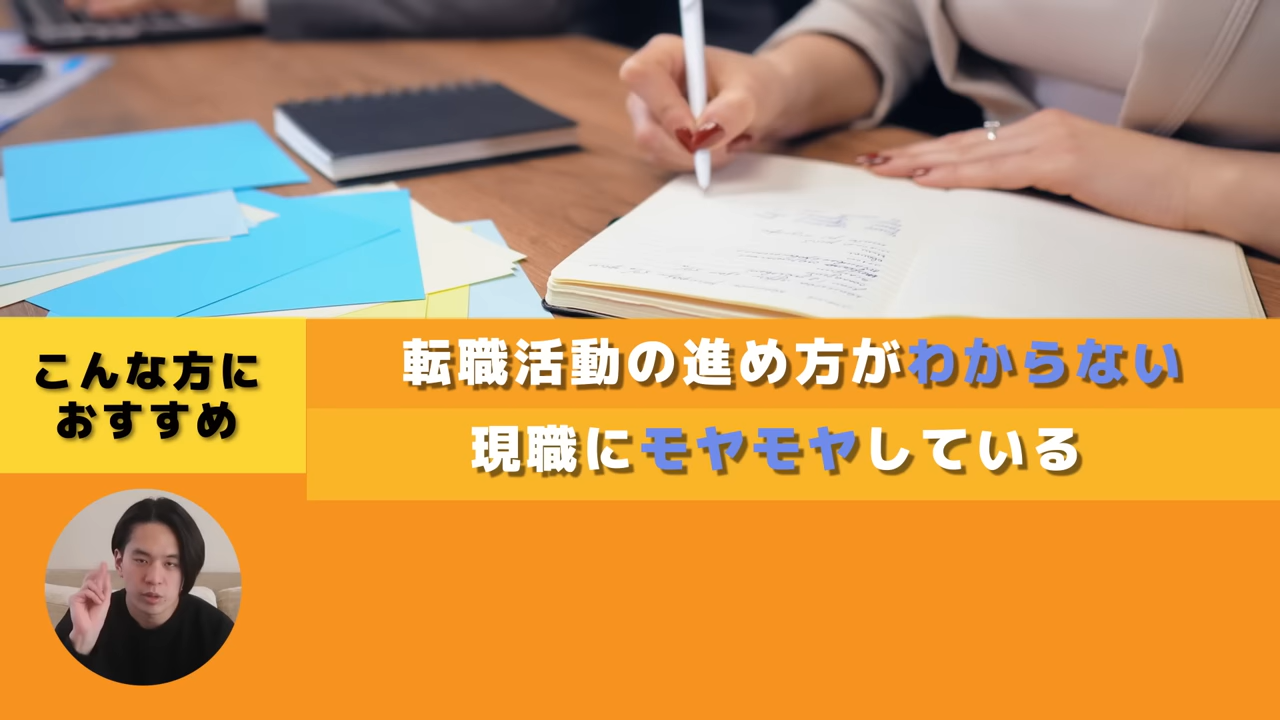 こんな方に
おすすめ
転職活動の進め方がわからない
現職にモヤモヤしている